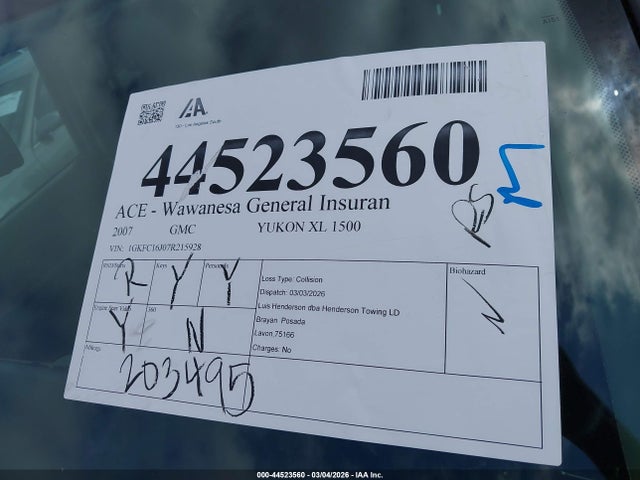 IAA
44523560
ACE - Wawanesa General Insuran
2007 GMC YUKON XL 1500
VIN: 1GKFC16J07R215928
Keys
Biohazard
R Y Y
Loss Type: Collision
Dispatch: 03/03/2026
Luis Henderson dba Henderson Towing LD
Brayan Posada
Lavon,75166
Charges: No
N
360
Y N
203495
000-44523560 - 03/04/2026 - IAA Inc.